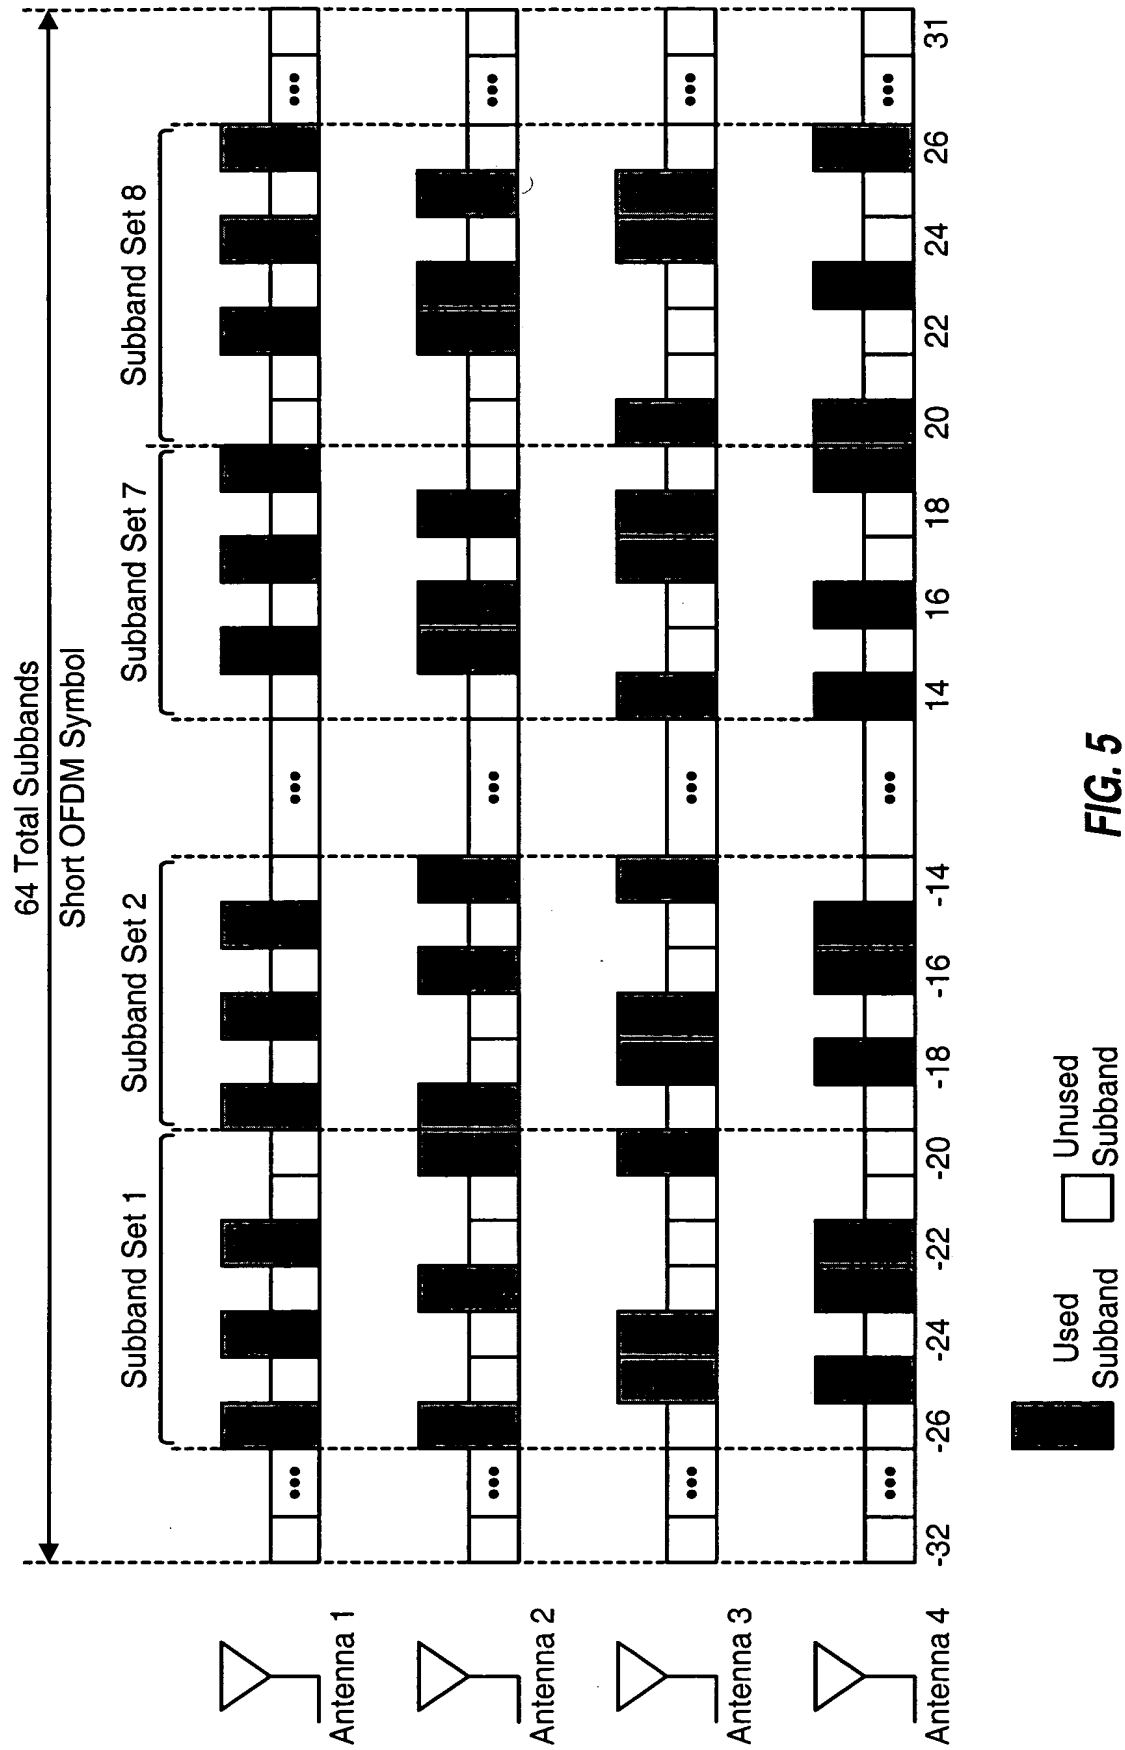 64 Total Subbands
Short OFDM Symbol
Subband Set 1
Subband Set 2
Subband Set 7
Subband Set 8
Antenna 1
•••
•••
•••
Antenna 2
•••
•••
•••
Antenna 3
•••
•••
•••
Antenna 4
•••
•••
•••
-32 -26 -24 -22 -20 -18 -16 -14 14 16 18 20 22 24 26 31
Used
Subband
Unused
Subband
FIG. 5